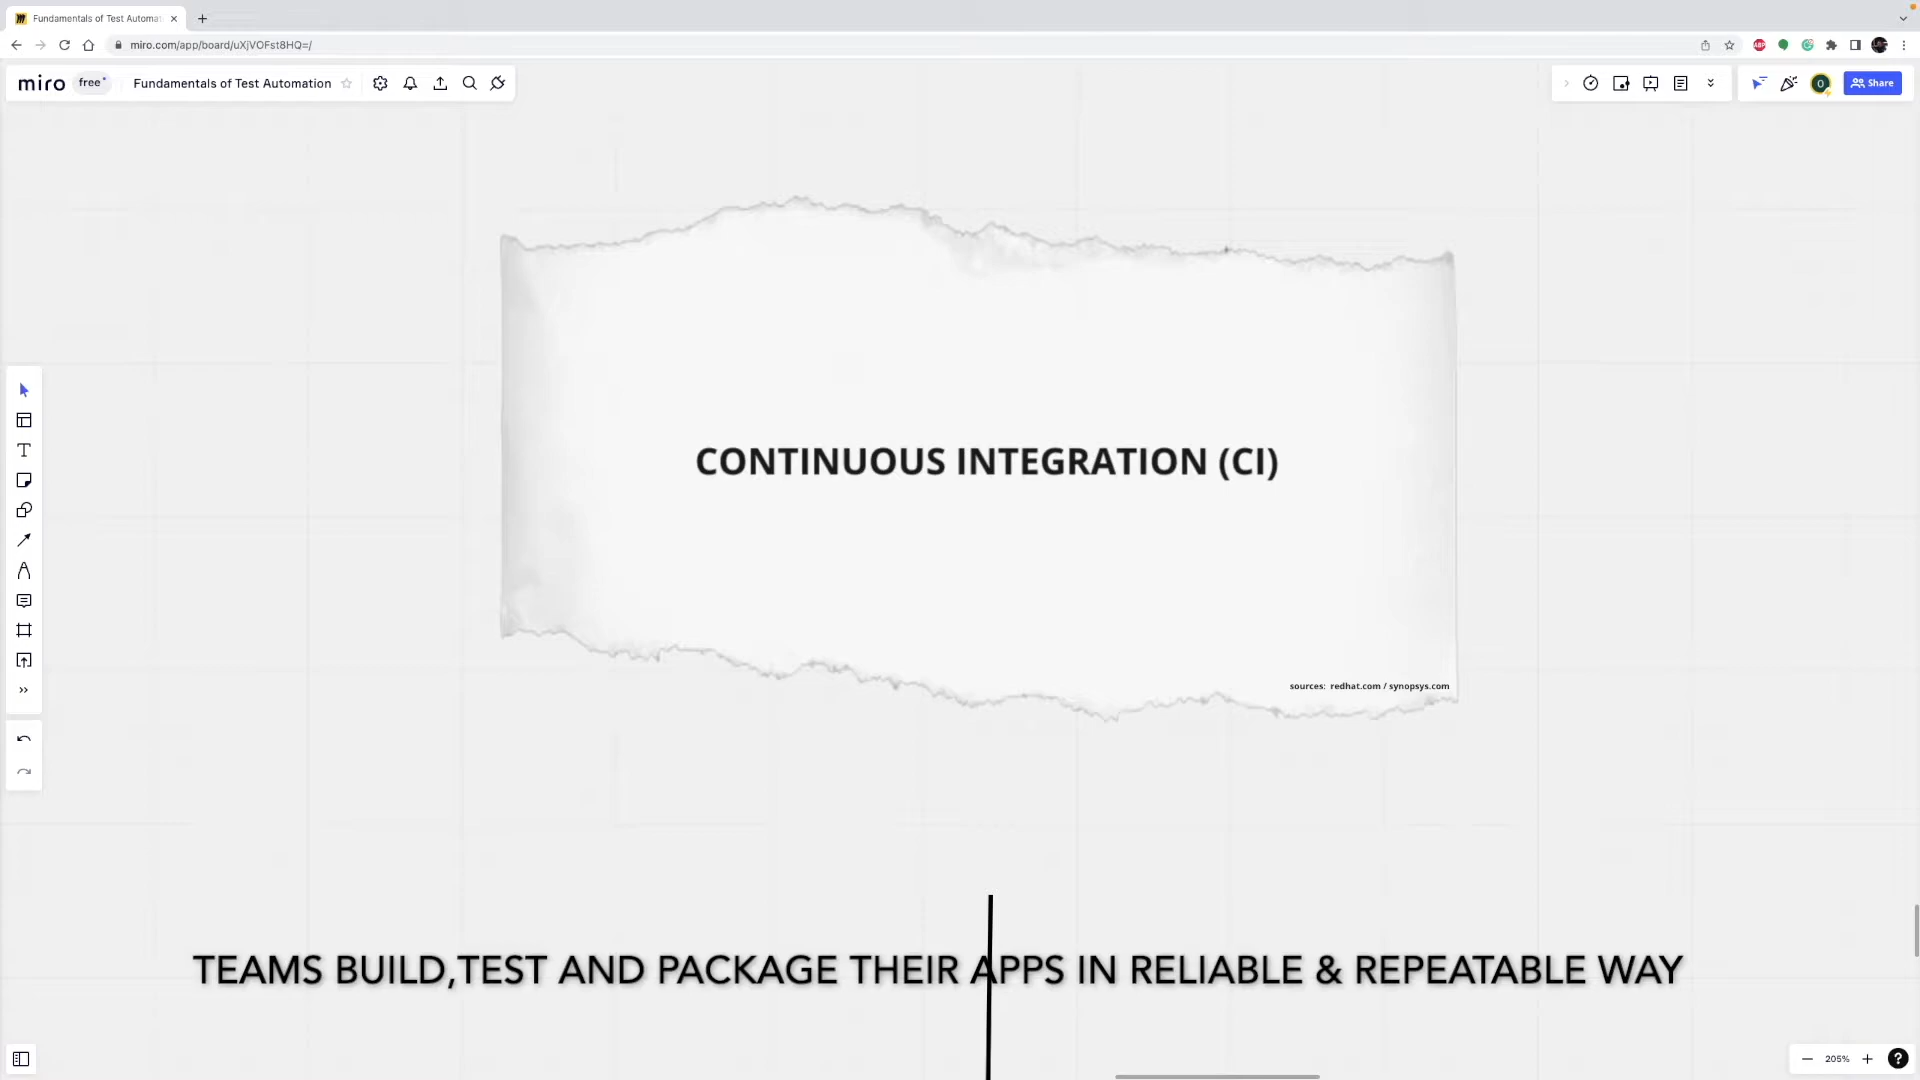 Fundamentals of Test Automat
miro.com/app/board/uXjVOFst8HQ=/
miro free Fundamentals of Test Automation
Share
CONTINUOUS INTEGRATION (CI)
sources: redhat.com / synopsys.com
TEAMS BUILD,TEST AND PACKAGE THEIR APPS IN RELIABLE & REPEATABLE WAY
205%